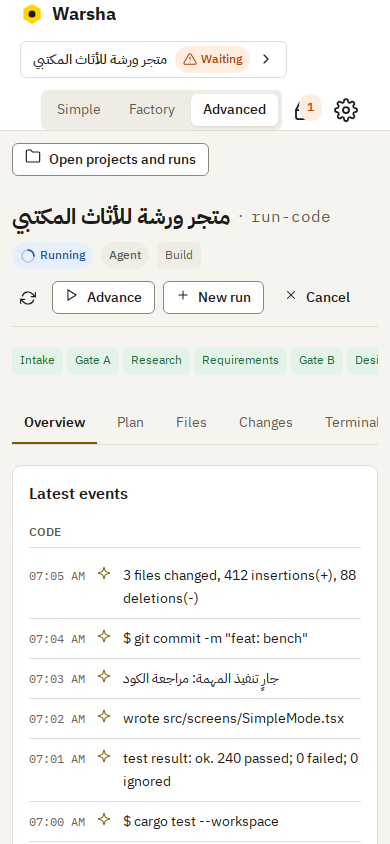 Warsha
متجر ورشة للأثاث المكتبي Waiting
Simple Factory Advanced 1
Open projects and runs
متجر ورشة للأثاث المكتبي · run-code
Running Agent Build
Advance New run Cancel
Intake Gate A Research Requirements Gate B Desi
Overview Plan Files Changes Terminal
Latest events
CODE
07:05 AM 3 files changed, 412 insertions(+), 88
deletions(-)
07:04 AM $ git commit -m "feat: bench"
07:03 AM جارٍ تنفيذ المهمة: مراجعة الكود
07:02 AM wrote src/screens/SimpleMode.tsx
07:01 AM test result: ok. 240 passed; 0 failed; 0
ignored
07:00 AM $ cargo test --workspace